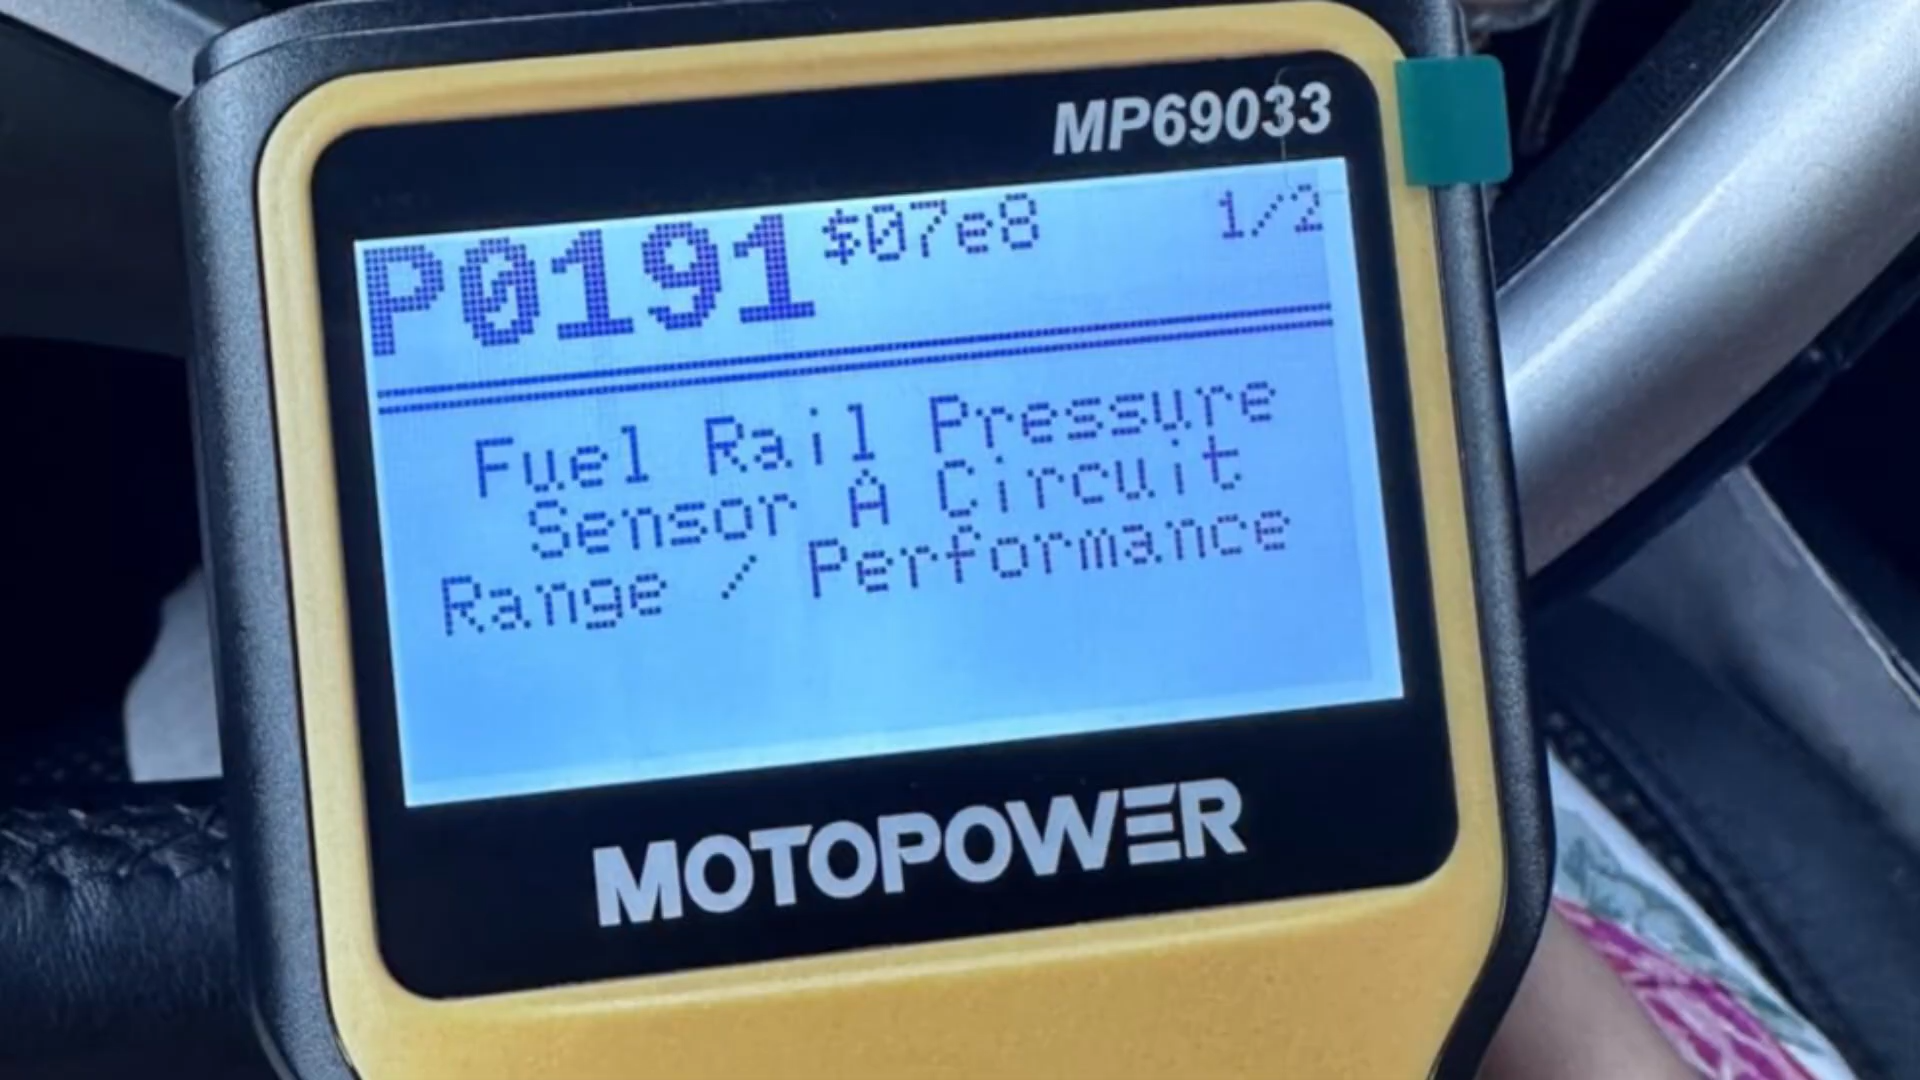 MP69033
P0191 $07e8 1/2
Fuel Rail Pressure
Sensor A Circuit
Range / Performance
MOTOPOWER